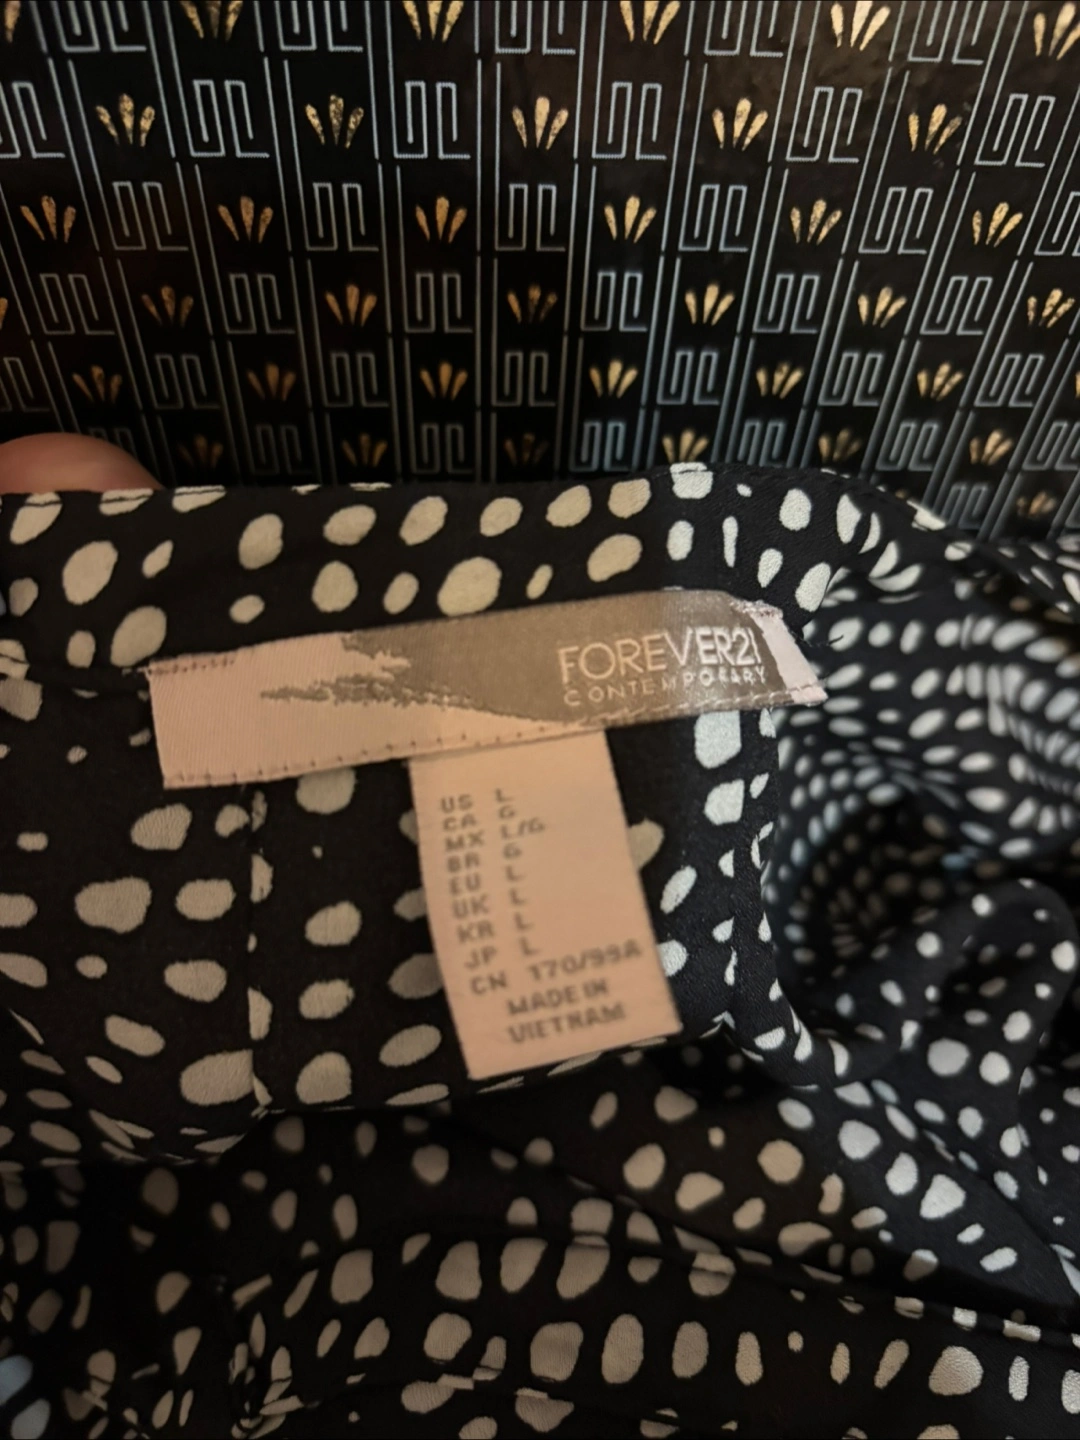 FOREVER21
CONTEMPORARY
US L
CA G
MX L/G
BR G
EU L
UK L
KR L
JP L
CN 170/99A
MADE IN
VIETNAM